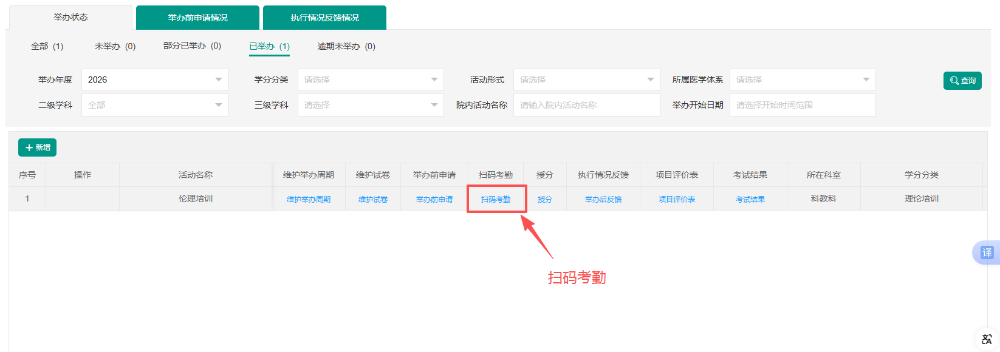 举办状态 举办前申请情况 执行情况反馈情况
全部 (1) 未举办 (0) 部分已举办 (0) 已举办 (1) 逾期未举办 (0)
举办年度 2026 学分分类 请选择 活动形式 请选择 所属医学体系 请选择 查询
二级学科 全部 三级学科 请选择 院内活动名称 请输入院内活动名称 举办开始日期 请选择开始时间范围
新增
序号 操作 活动名称 维护举办周期 维护试卷 举办前申请 扫码考勤 授分 执行情况反馈 项目评价表 考试结果 所在科室 学分分类
1 伦理培训 维护举办周期 维护试卷 举办前申请 扫码考勤 授分 举办后反馈 项目评价表 考试结果 科教科 理论培训
译
扫码考勤